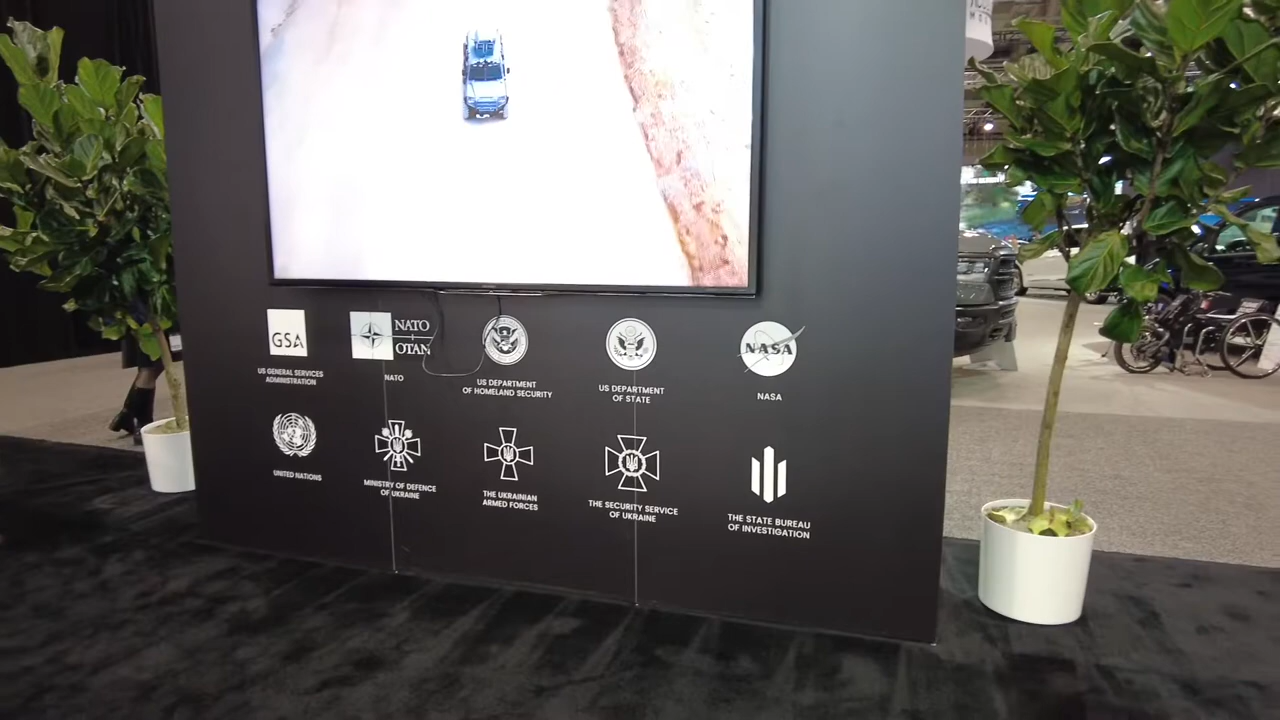 GSA
US GENERAL SERVICES
ADMINISTRATION
NATO
OTAN
NATO
US DEPARTMENT
OF HOMELAND SECURITY
US DEPARTMENT
OF STATE
NASA
NASA
UNITED NATIONS
MINISTRY OF DEFENCE
OF UKRAINE
THE UKRAINIAN
ARMED FORCES
THE SECURITY SERVICE
OF UKRAINE
THE STATE BUREAU
OF INVESTIGATION